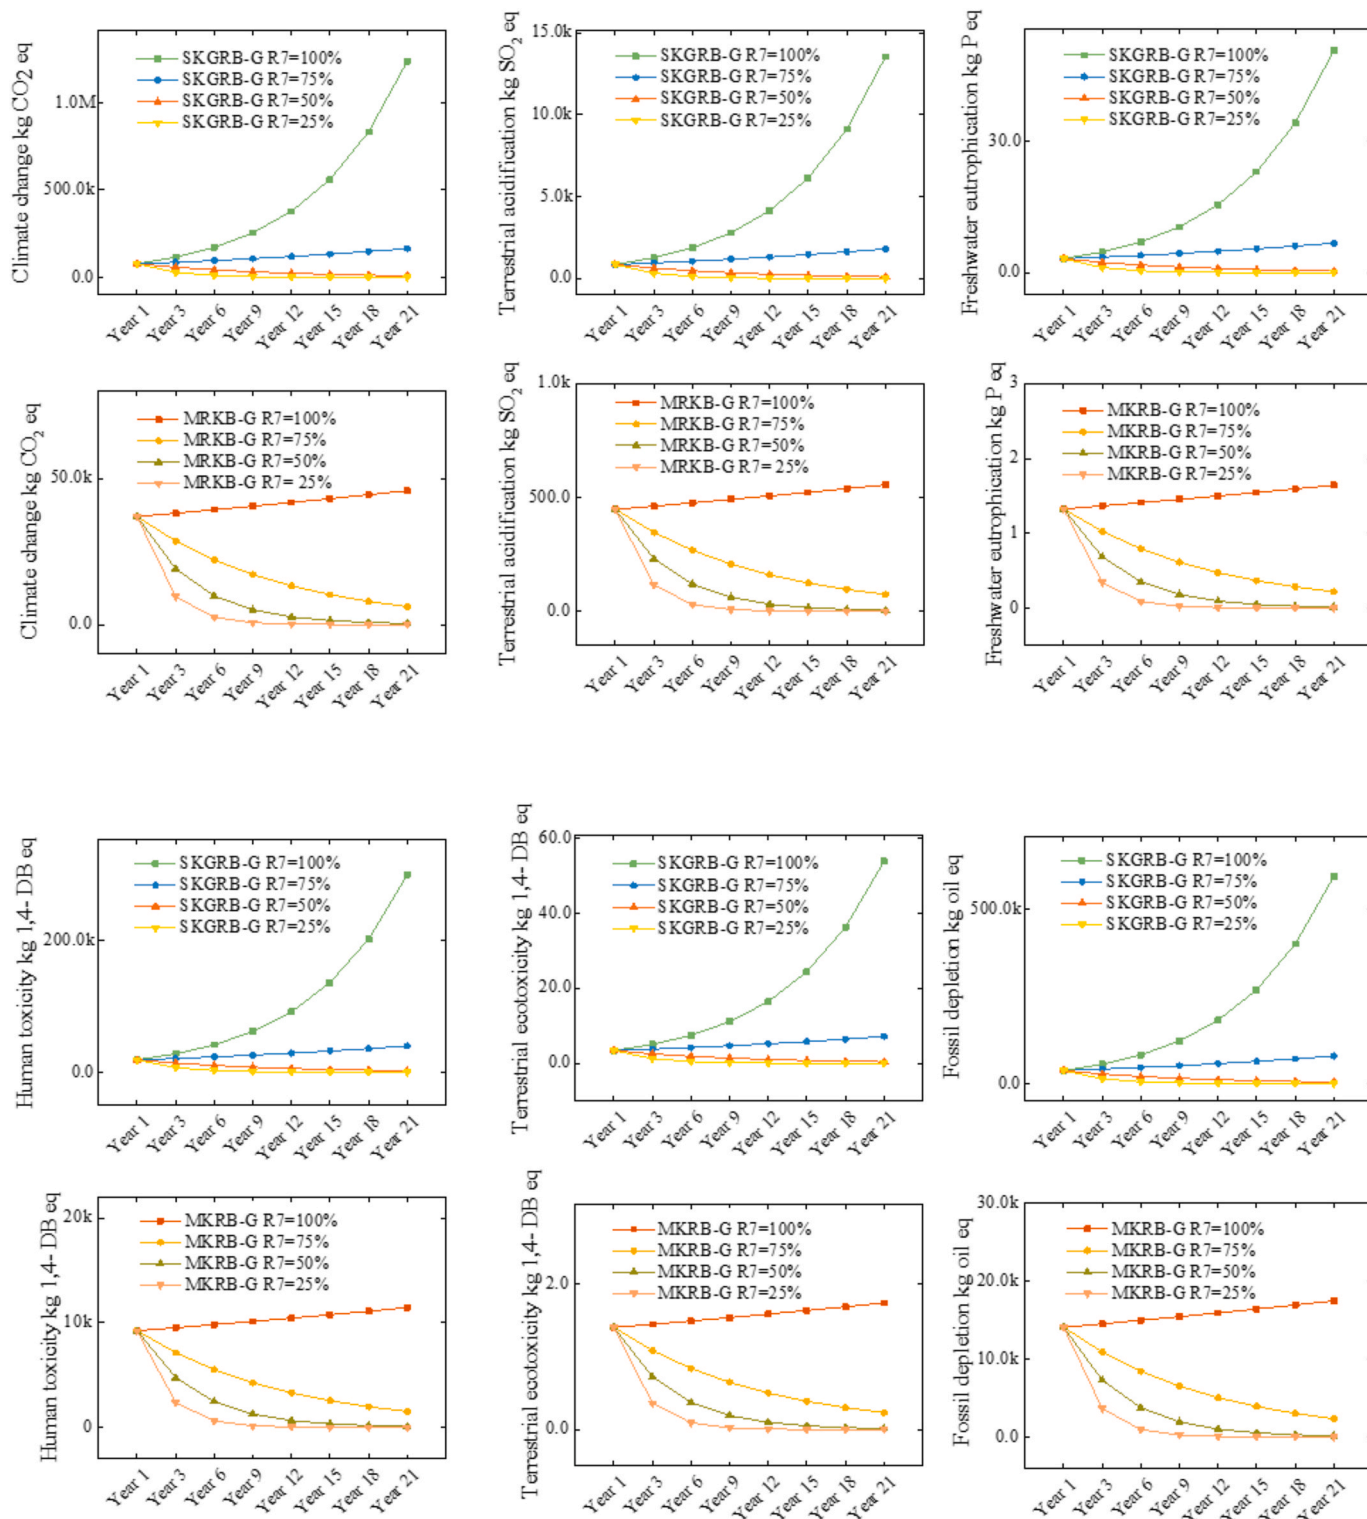 Climate change kg CO2 eq
1.0M
500.0k
0.0
SKGRB-G R7=100%
SKGRB-G R7=75%
SKGRB-G R7=50%
SKGRB-G R7=25%
Year 1 Year 3 Year 6 Year 9 Year 12 Year 15 Year 18 Year 21
Terrestrial acidification kg SO₂ eq
15.0k
10.0k
5.0k
0.0
SKGRB-G R7=100%
SKGRB-G R7=75%
SKGRB-G R7=50%
SKGRB-G R7=25%
Year 1 Year 3 Year 6 Year 9 Year 12 Year 15 Year 18 Year 21
Freshwater eutrophication kg P eq
30.0
0.0
SKGRB-G R7=100%
SKGRB-G R7=75%
SKGRB-G R7=50%
SKGRB-G R7=25%
Year 1 Year 3 Year 6 Year 9 Year 12 Year 15 Year 18 Year 21
Climate change kg CO₂ eq
50.0k
0.0
MRKB-G R7=100%
MRKB-G R7=75%
MRKB-G R7=50%
MRKB-G R7= 25%
Year 1 Year 3 Year 6 Year 9 Year 12 Year 15 Year 18 Year 21
Terrestrial acidification kg SO₂ eq
1.0k
500.0
0.0
MRKB-G R7=100%
MRKB-G R7=75%
MRKB-G R7=50%
MRKB-G R7= 25%
Year 1 Year 3 Year 6 Year 9 Year 12 Year 15 Year 18 Year 21
Freshwater eutrophication kg P eq
3
2
1
0
MKRB-G R7=100%
MKRB-G R7=75%
MKRB-G R7=50%
MKRB-G R7=25%
Year 1 Year 3 Year 6 Year 9 Year 12 Year 15 Year 18 Year 21
Human toxicity kg 1,4- DB eq
200.0k
0.0
SKGRB-G R7=100%
SKGRB-G R7=75%
SKGRB-G R7=50%
SKGRB-G R7=25%
Year 1 Year 3 Year 6 Year 9 Year 12 Year 15 Year 18 Year 21
Terrestrial ecotoxicity kg 1,4- DB eq
60.0
40.0
20.0
0.0
SKGRB-G R7=100%
SKGRB-G R7=75%
SKGRB-G R7=50%
SKGRB-G R7=25%
Year 1 Year 3 Year 6 Year 9 Year 12 Year 15 Year 18 Year 21
Fossil depletion kg oil eq
500.0k
0.0
SKGRB-G R7=100%
SKGRB-G R7=75%
SKGRB-G R7=50%
SKGRB-G R7=25%
Year 1 Year 3 Year 6 Year 9 Year 12 Year 15 Year 18 Year 21
Human toxicity kg 1,4- DB eq
20k
10k
0
MKRB-G R7=100%
MKRB-G R7=75%
MKRB-G R7=50%
MKRB-G R7=25%
Year 1 Year 3 Year 6 Year 9 Year 12 Year 15 Year 18 Year 21
Terrestrial ecotoxicity kg 1,4- DB eq
2.0
0.0
MKRB-G R7=100%
MKRB-G R7=75%
MKRB-G R7=50%
MKRB-G R7=25%
Year 1 Year 3 Year 6 Year 9 Year 12 Year 15 Year 18 Year 21
Fossil depletion kg oil eq
30.0k
20.0k
10.0k
0.0
MKRB-G R7=100%
MKRB-G R7=75%
MKRB-G R7=50%
MKRB-G R7=25%
Year 1 Year 3 Year 6 Year 9 Year 12 Year 15 Year 18 Year 21